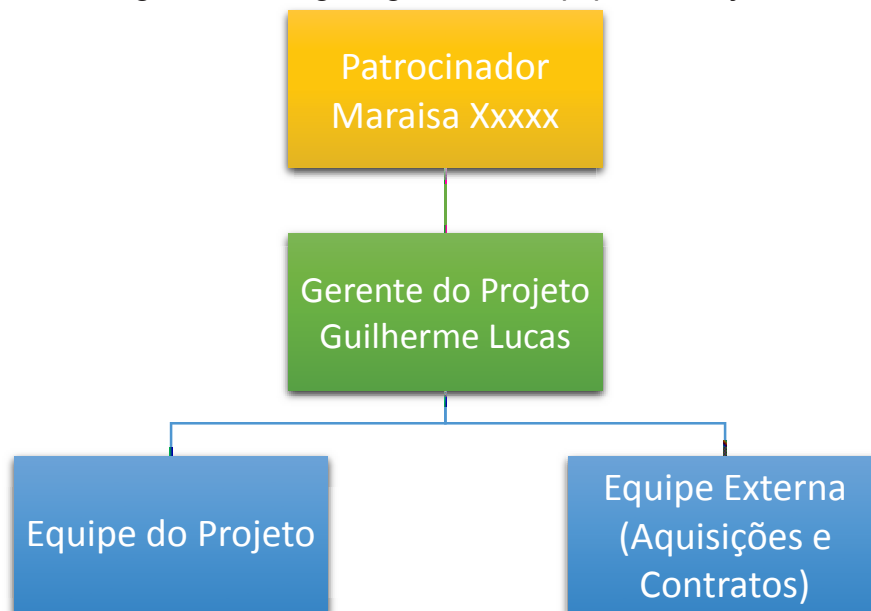 Patrocinador
Maraisa Xxxxx
Gerente do Projeto
Guilherme Lucas
Equipe do Projeto
Equipe Externa
(Aquisições e
Contratos)